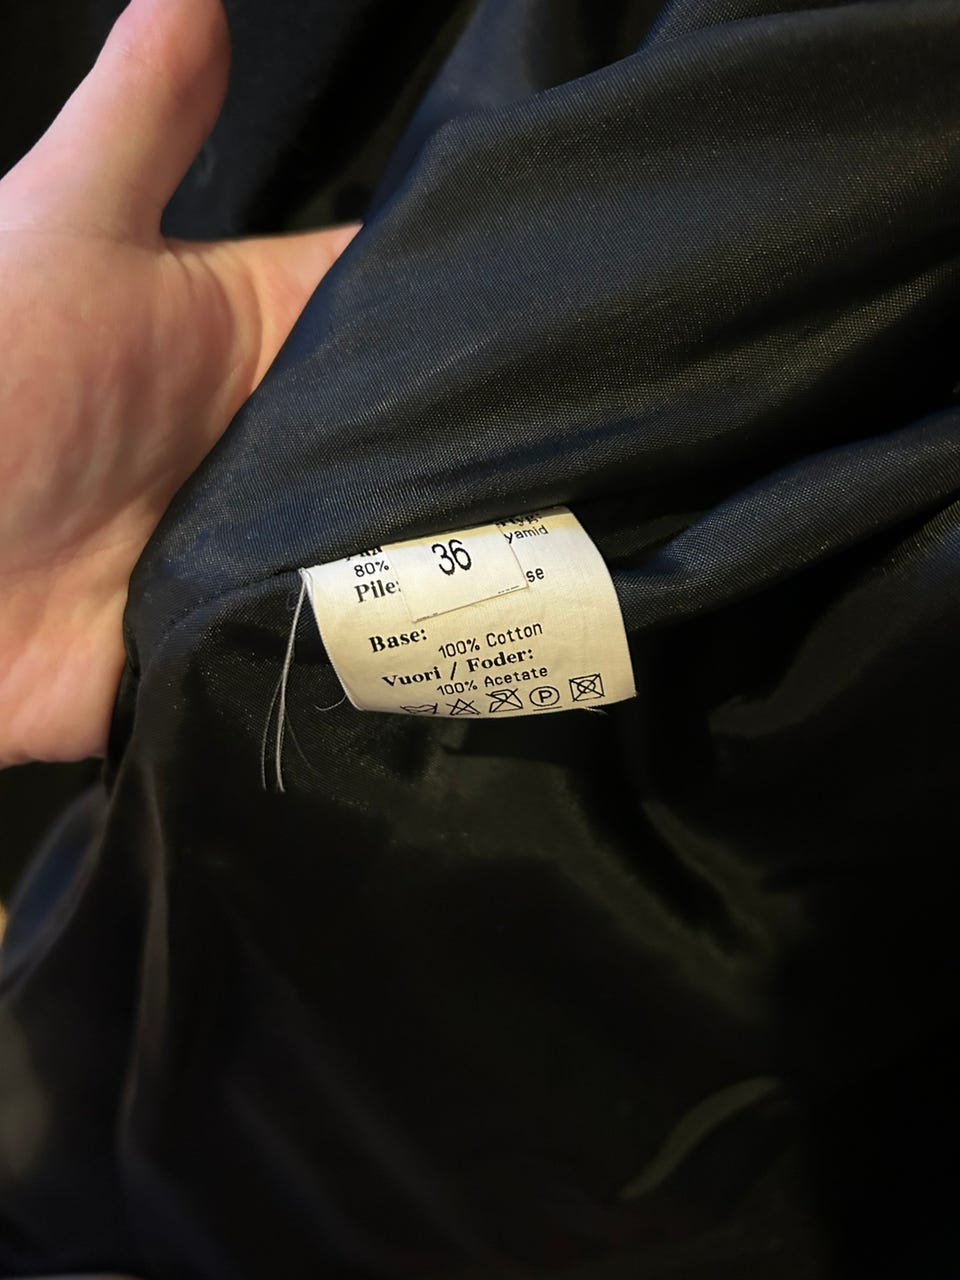 36
yamid
80%
Pile: se
Base:
100% Cotton
Vuori / Foder:
100% Acetate
P